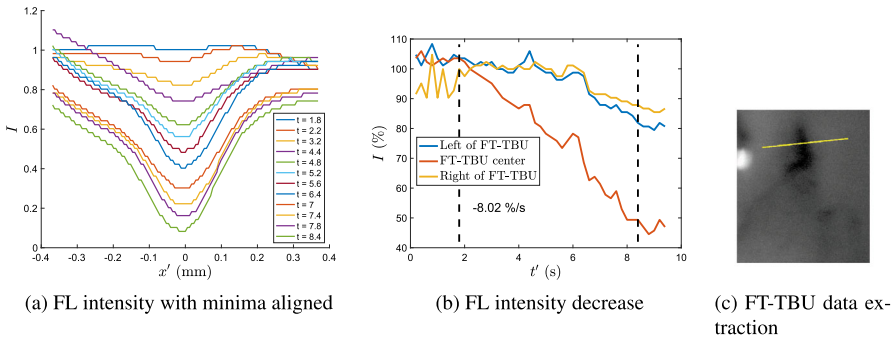 1.2
1
0.8
0.6
0.4
0.2
0
I
-0.4
-0.3
-0.2
-0.1
0
0.1
0.2
0.3
0.4
x′ (mm)
t = 1.8
t = 2.2
t = 3.2
t = 4.4
t = 4.8
t = 5.2
t = 5.6
t = 6.4
t = 7
t = 7.4
t = 7.8
t = 8.4
(a) FL intensity with minima aligned
110
100
90
80
70
60
50
40
I (%)
0
2
4
6
8
10
t′ (s)
Left of FT-TBU
FT-TBU center
Right of FT-TBU
-8.02 %/s
(b) FL intensity decrease
(c) FT-TBU data ex-
traction